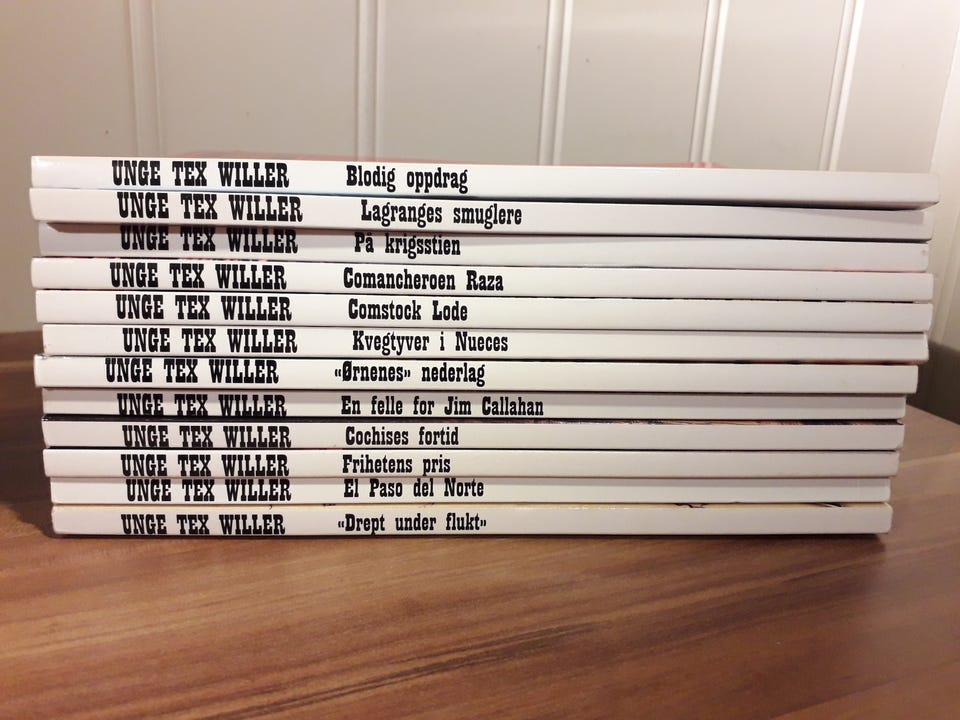 UNGE TEX WILLER Blodig oppdrag
UNGE TEX WILLER Lagranges smuglere
UNGE TEX WILLER På krigsstien
UNGE TEX WILLER Comancheroen Raza
UNGE TEX WILLER Comstock Lode
UNGE TEX WILLER Kvegtyver i Nueces
UNGE TEX WILLER «Ørnenes» nederlag
UNGE TEX WILLER En felle for Jim Callahan
UNGE TEX WILLER Cochises fortid
UNGE TEX WILLER Frihetens pris
UNGE TEX WILLER El Paso del Norte
UNGE TEX WILLER «Drept under flukt»